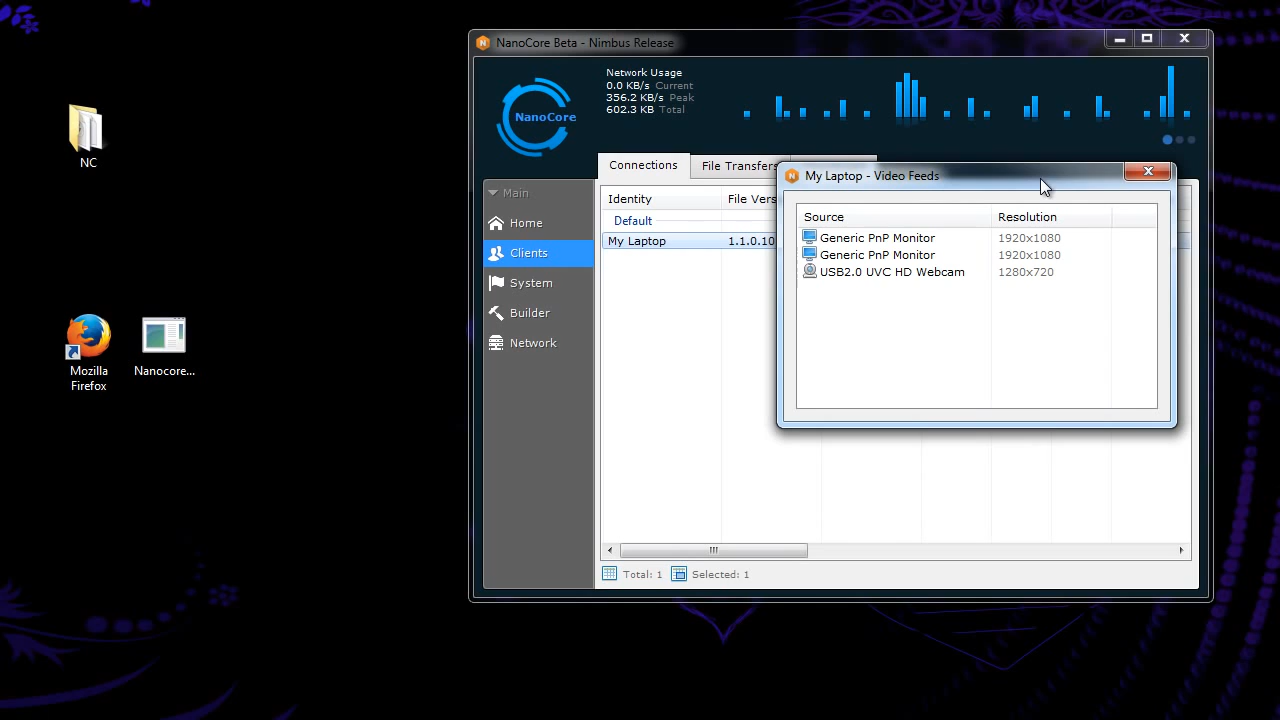 NC
Mozilla
Firefox
Nanocore...
NanoCore Beta - Nimbus Release
NanoCore
Network Usage
0.0 KB/s Current
356.2 KB/s Peak
602.3 KB Total
Connections
File Transfers
Main
Home
Clients
System
Builder
Network
Identity
File Vers
Default
My Laptop
1.1.0.10
Total: 1
Selected: 1
My Laptop - Video Feeds
Source Resolution
Generic PnP Monitor 1920x1080
Generic PnP Monitor 1920x1080
USB2.0 UVC HD Webcam 1280x720